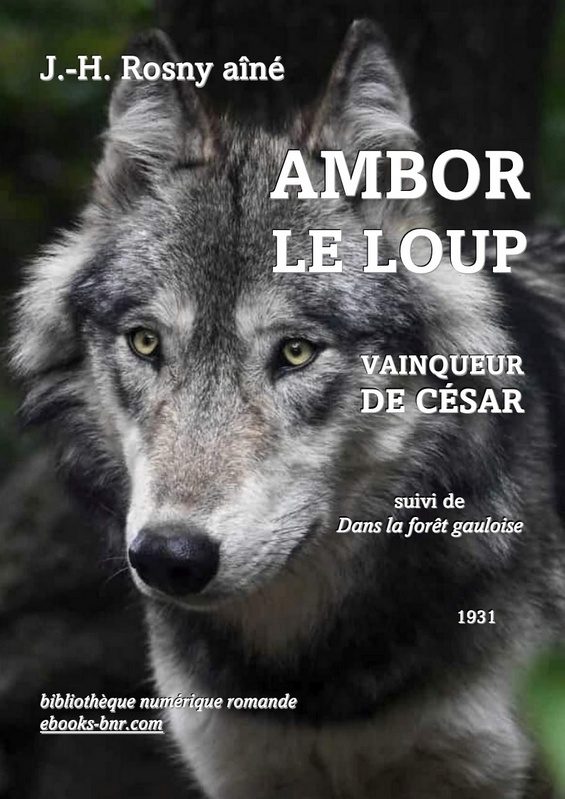 J.-H. Rosny aîné
AMBOR
LE LOUP
VAINQUEUR
DE CÉSAR
suivi de
Dans la forêt gauloise
1931
bibliothèque numérique romande
ebooks-bnr.com